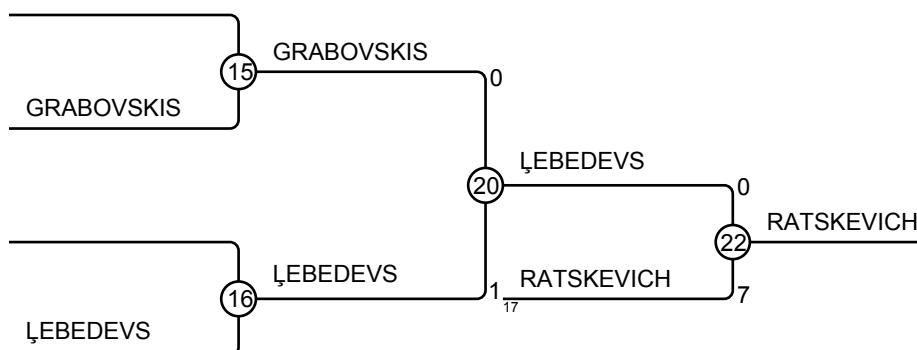 GRABOVSKIS
15
0
GRABOVSKIS
ĻEBEDEVS
20
0
RATSKEVICH
22
ĻEBEDEVS
RATSKEVICH
16
1
17
7
ĻEBEDEVS